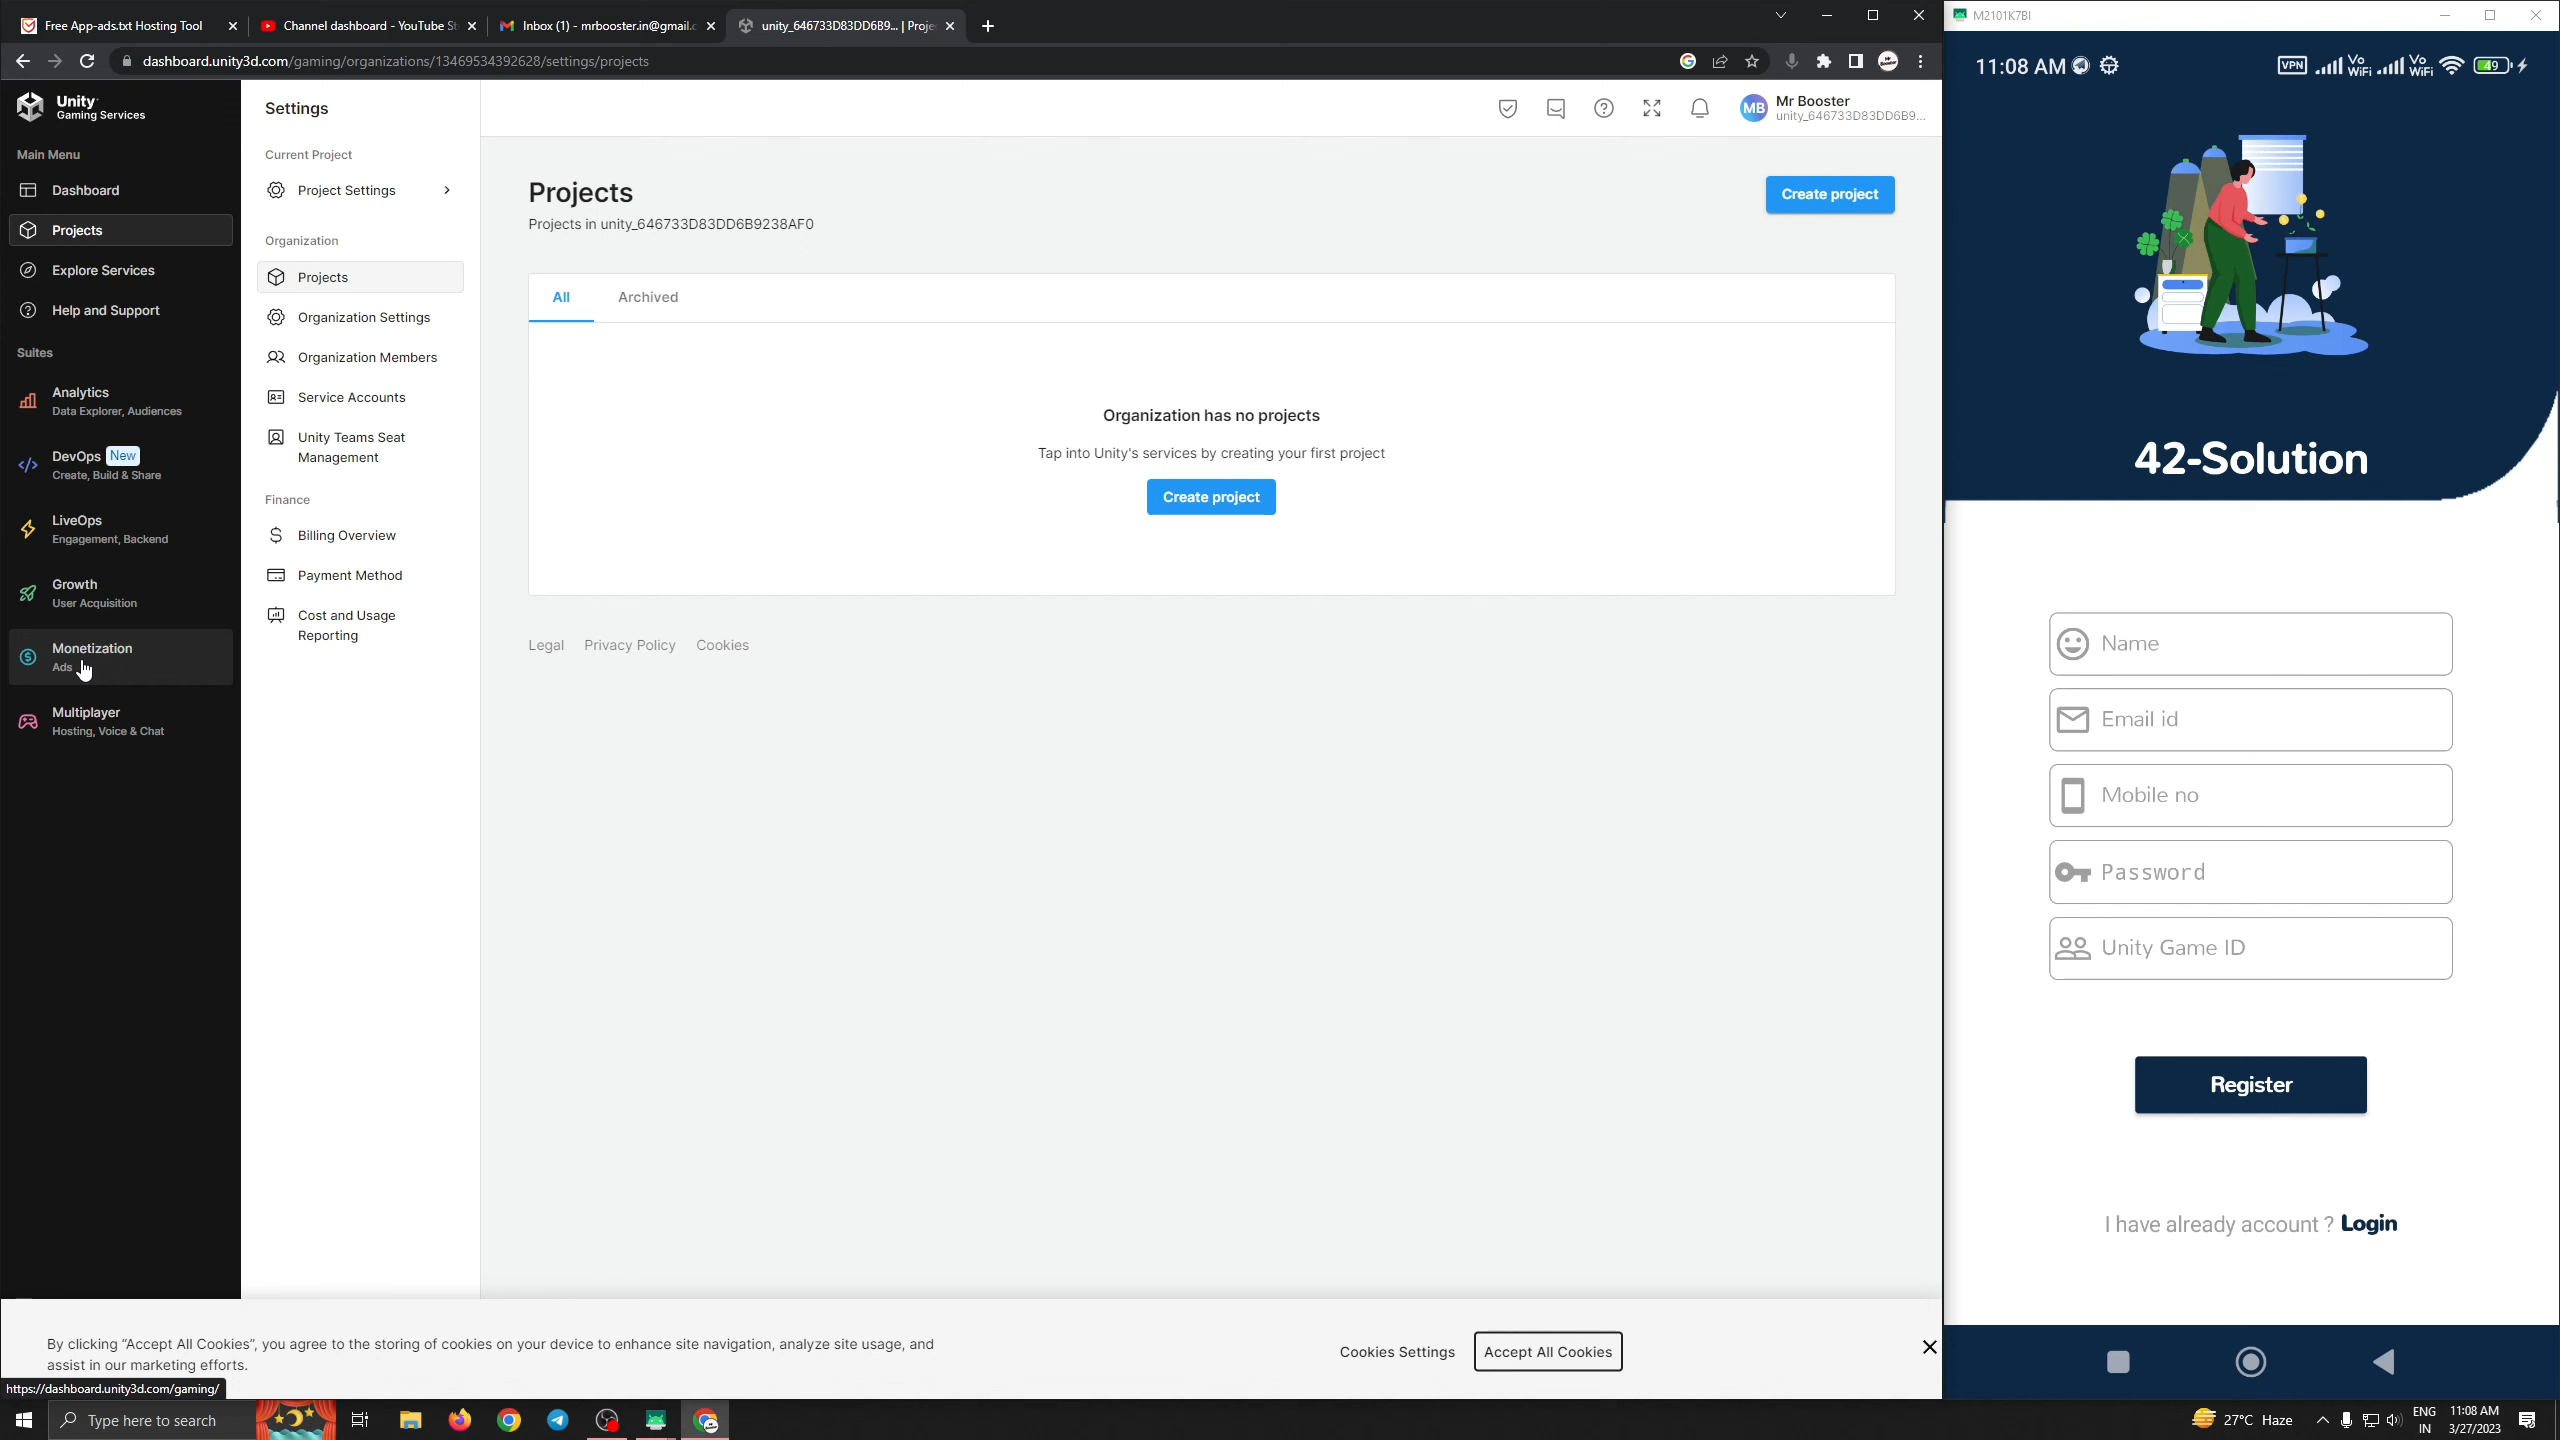 Free App-ads.txt Hosting Tool
Channel dashboard - YouTube St
Inbox (1) - mrbooster.in@gmail.c
unity_646733D83DD6B9... | Proje
M2101K7BI
dashboard.unity3d.com/gaming/organizations/13469534392628/settings/projects
Unity
Gaming Services
Main Menu
Dashboard
Projects
Explore Services
Help and Support
Suites
Analytics
Data Explorer, Audiences
DevOps New
Create, Build & Share
LiveOps
Engagement, Backend
Growth
User Acquisition
Monetization
Ads
Multiplayer
Hosting, Voice & Chat
Settings
Current Project
Project Settings
Organization
Projects
Organization Settings
Organization Members
Service Accounts
Unity Teams Seat
Management
Finance
Billing Overview
Payment Method
Cost and Usage
Reporting
MB
Mr Booster
unity_646733D83DD6B9...
Projects
Projects in unity_646733D83DD6B9238AF0
Create project
All
Archived
Organization has no projects
Tap into Unity's services by creating your first project
Create project
Legal
Privacy Policy
Cookies
By clicking “Accept All Cookies”, you agree to the storing of cookies on your device to enhance site navigation, analyze site usage, and
assist in our marketing efforts.
Cookies Settings
Accept All Cookies
https://dashboard.unity3d.com/gaming/
11:08 AM
VPN
Vo
WiFi
Vo
WiFi
49
42-Solution
Name
Email id
Mobile no
Password
Unity Game ID
Register
I have already account ? Login
Type here to search
27°C Haze
ENG
IN
11:08 AM
3/27/2023